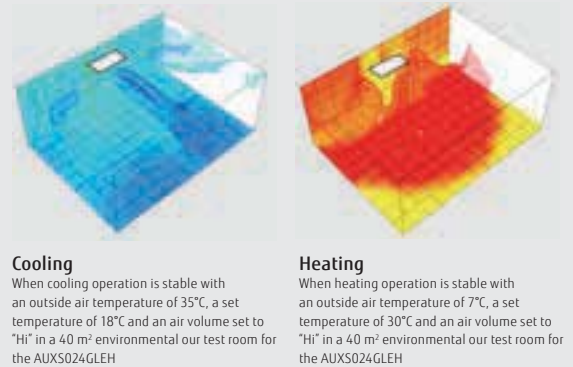 Cooling
When cooling operation is stable with
an outside air temperature of 35°C, a set
temperature of 18°C and an air volume set to
"Hi" in a 40 m² environmental our test room for
the AUXS024GLEH
Heating
When heating operation is stable with
an outside air temperature of 7°C, a set
temperature of 30°C and an air volume set to
"Hi" in a 40 m² environmental our test room for
the AUXS024GLEH